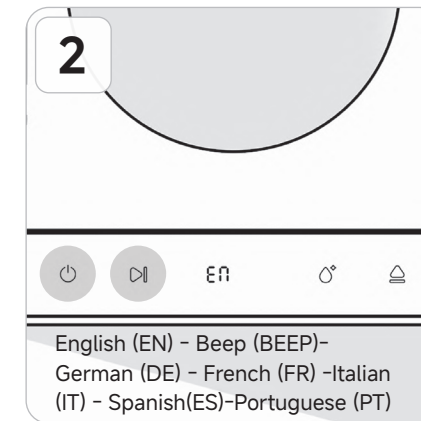 2
EN
English (EN) - Beep (BEEP)-
German (DE) - French (FR) -Italian
(IT) - Spanish(ES)-Portuguese (PT)